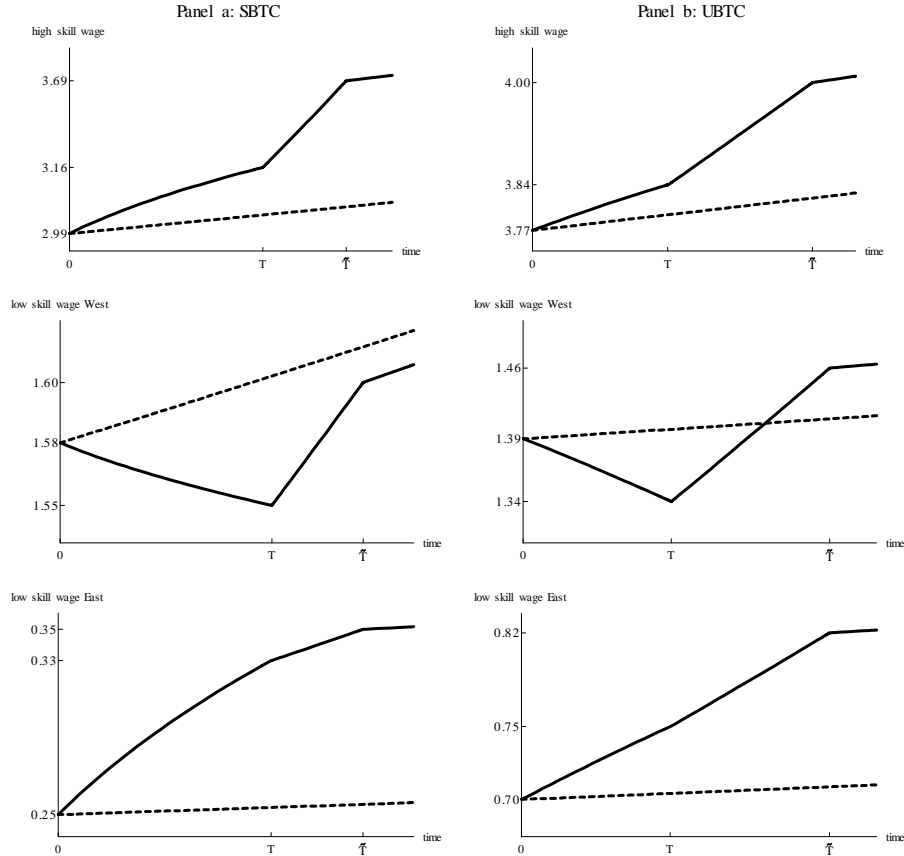 Panel a: SBTC
high skill wage
3.69
3.16
2.99
0
T
T̃
time
low skill wage West
1.60
1.58
1.55
0
T
T̃
time
low skill wage East
0.35
0.33
0.25
0
T
T̃
time
Panel b: UBTC
high skill wage
4.00
3.84
3.77
0
T
T̃
time
low skill wage West
1.46
1.39
1.34
0
T
T̃
time
low skill wage East
0.82
0.75
0.70
0
T
T̃
time